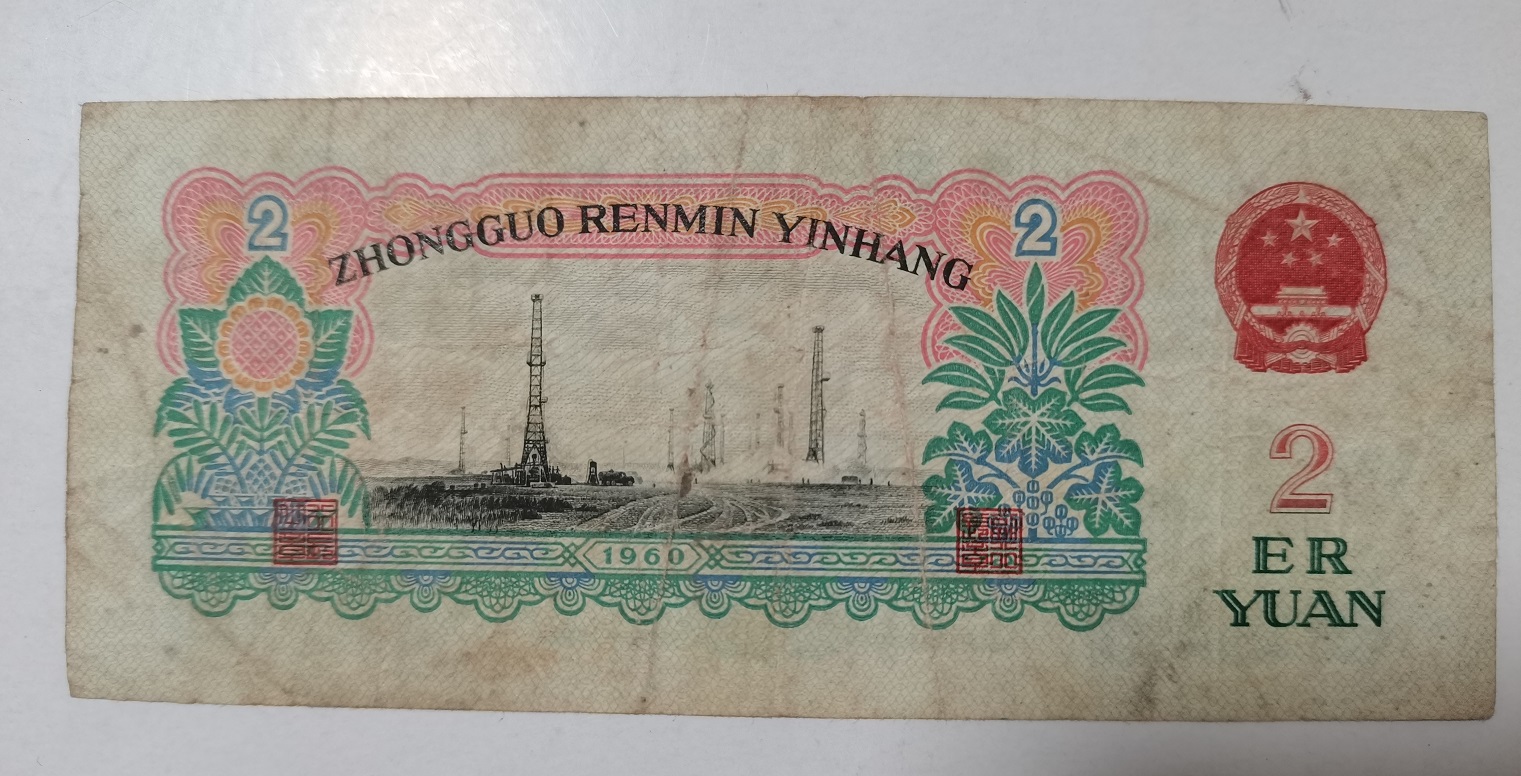 2
2
ZHONGGUO RENMIN YINHANG
1960
2
ER
YUAN